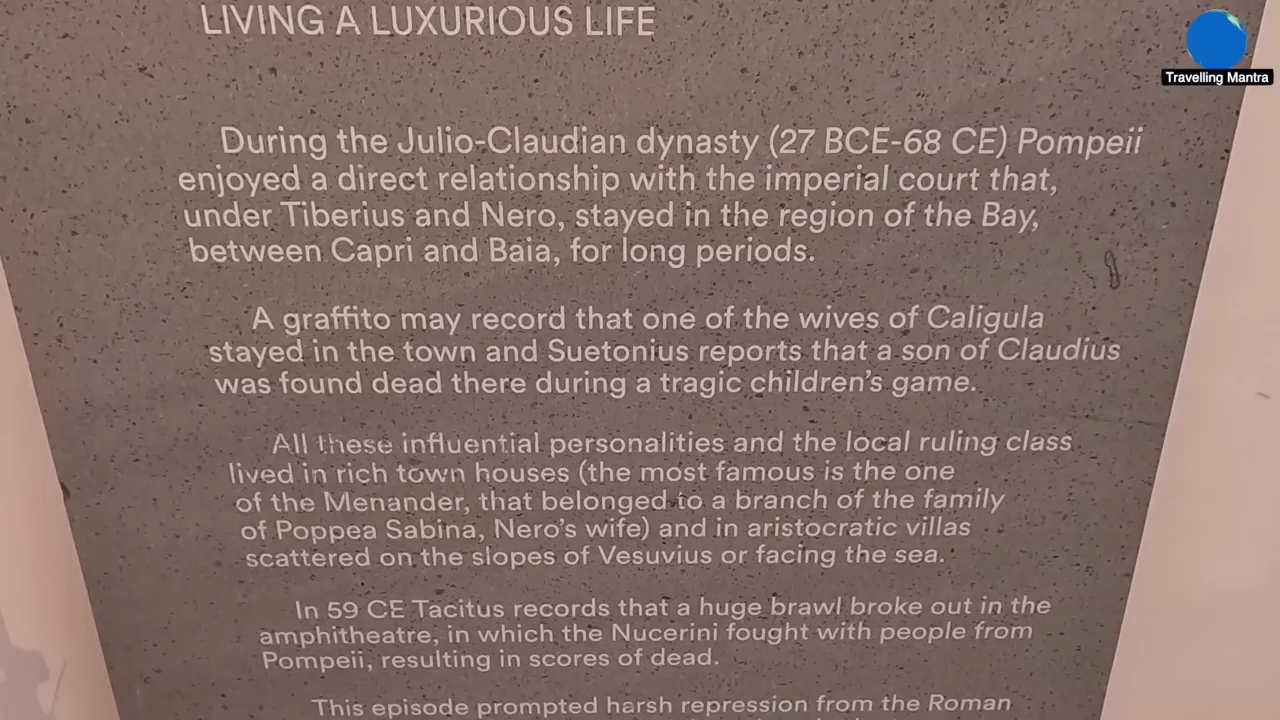 LIVING A LUXURIOUS LIFE
Travelling Mantra
During the Julio-Claudian dynasty (27 BCE-68 CE) Pompeii
enjoyed a direct relationship with the imperial court that,
under Tiberius and Nero, stayed in the region of the Bay,
between Capri and Baia, for long periods.
A graffito may record that one of the wives of Caligula
stayed in the town and Suetonius reports that a son of Claudius
was found dead there during a tragic children's game.
All these influential personalities and the local ruling class
lived in rich town houses (the most famous is the one
of the Menander, that belonged to a branch of the family
of Poppea Sabina, Nero's wife) and in aristocratic villas
scattered on the slopes of Vesuvius or facing the sea.
In 59 CE Tacitus records that a huge brawl broke out in the
amphitheatre, in which the Nucerini fought with people from
Pompeii, resulting in scores of dead.
This episode prompted harsh repression from the Roman